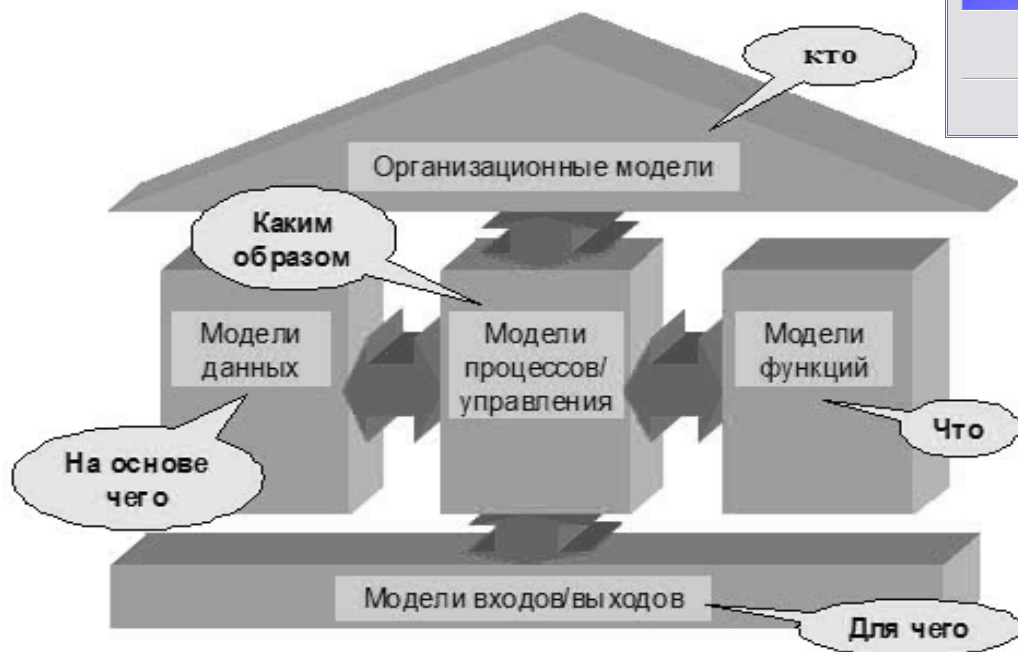 кто
Организационные модели
Каким
образом
Модели
данных
Модели
процессов/
управления
Модели
функций
Что
На основе
чего
Модели входов/выходов
Для чего